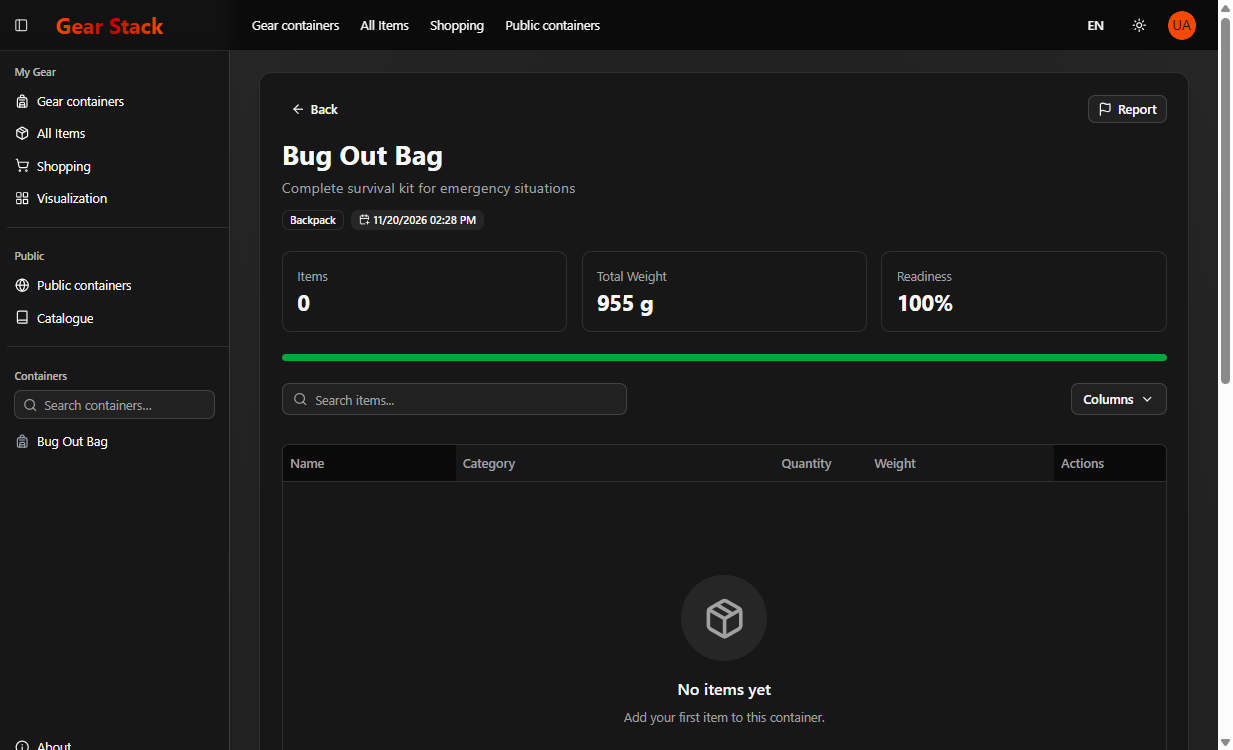 Gear Stack
Gear containers
All Items
Shopping
Public containers
EN
UA
My Gear
Gear containers
All Items
Shopping
Visualization
Public
Public containers
Catalogue
Containers
Search containers...
Bug Out Bag
About
Back
Report
Bug Out Bag
Complete survival kit for emergency situations
Backpack
11/20/2026 02:28 PM
Items
0
Total Weight
955 g
Readiness
100%
Search items...
Columns
Name
Category
Quantity
Weight
Actions
No items yet
Add your first item to this container.